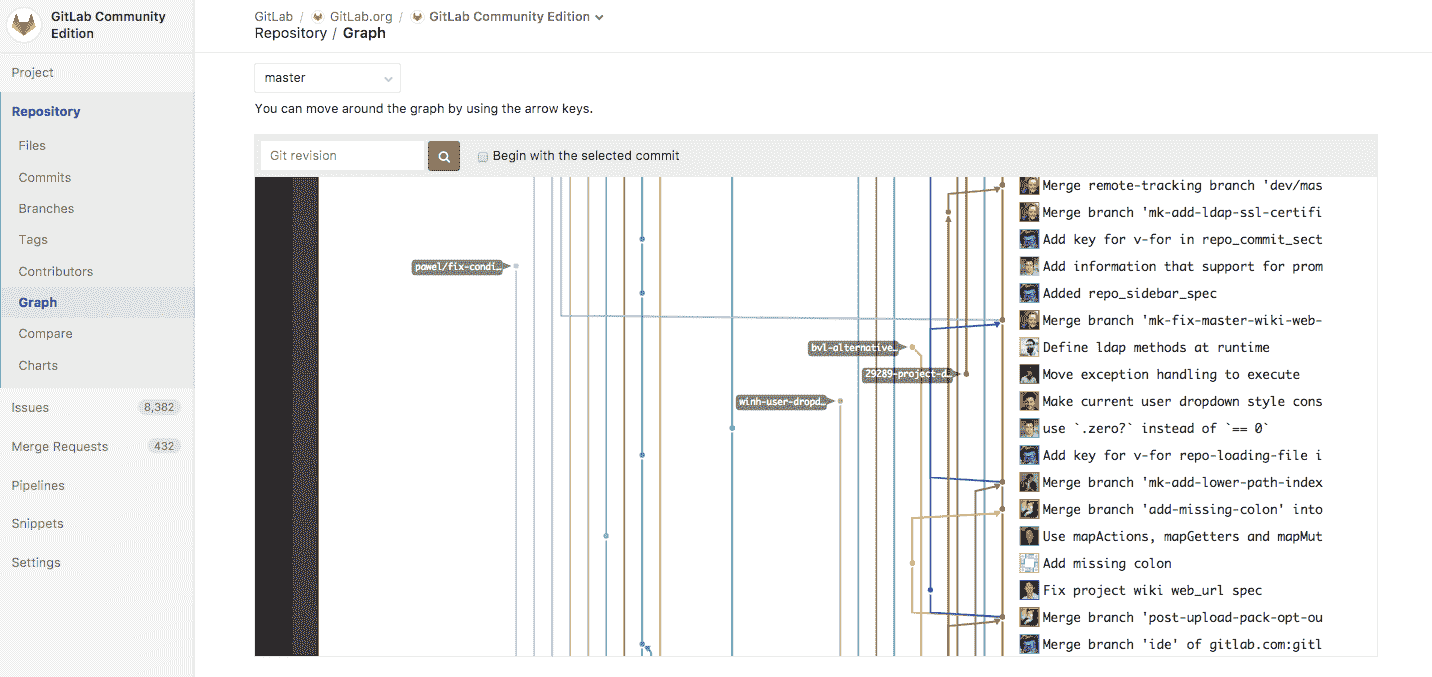 GitLab Community
Edition
GitLab / GitLab.org / GitLab Community Edition
Repository / Graph
Project
Repository
Files
Commits
Branches
Tags
Contributors
Graph
Compare
Charts
Issues 8,382
Merge Requests 432
Pipelines
Snippets
Settings
master
You can move around the graph by using the arrow keys.
Git revision
Begin with the selected commit
pawel/fix-condi…
bvl-alternative…
29289-project-d…
winh-user-dropd…
Merge remote-tracking branch 'dev/mas
Merge branch 'mk-add-ldap-ssl-certifi
Add key for v-for in repo_commit_sect
Add information that support for prom
Added repo_sidebar_spec
Merge branch 'mk-fix-master-wiki-web-
Define ldap methods at runtime
Move exception handling to execute
Make current user dropdown style cons
use `.zero?` instead of `== 0`
Add key for v-for repo-loading-file i
Merge branch 'mk-add-lower-path-index
Merge branch 'add-missing-colon' into
Use mapActions, mapGetters and mapMut
Add missing colon
Fix project wiki web_url spec
Merge branch 'post-upload-pack-opt-ou
Merge branch 'ide' of gitlab.com:gitl